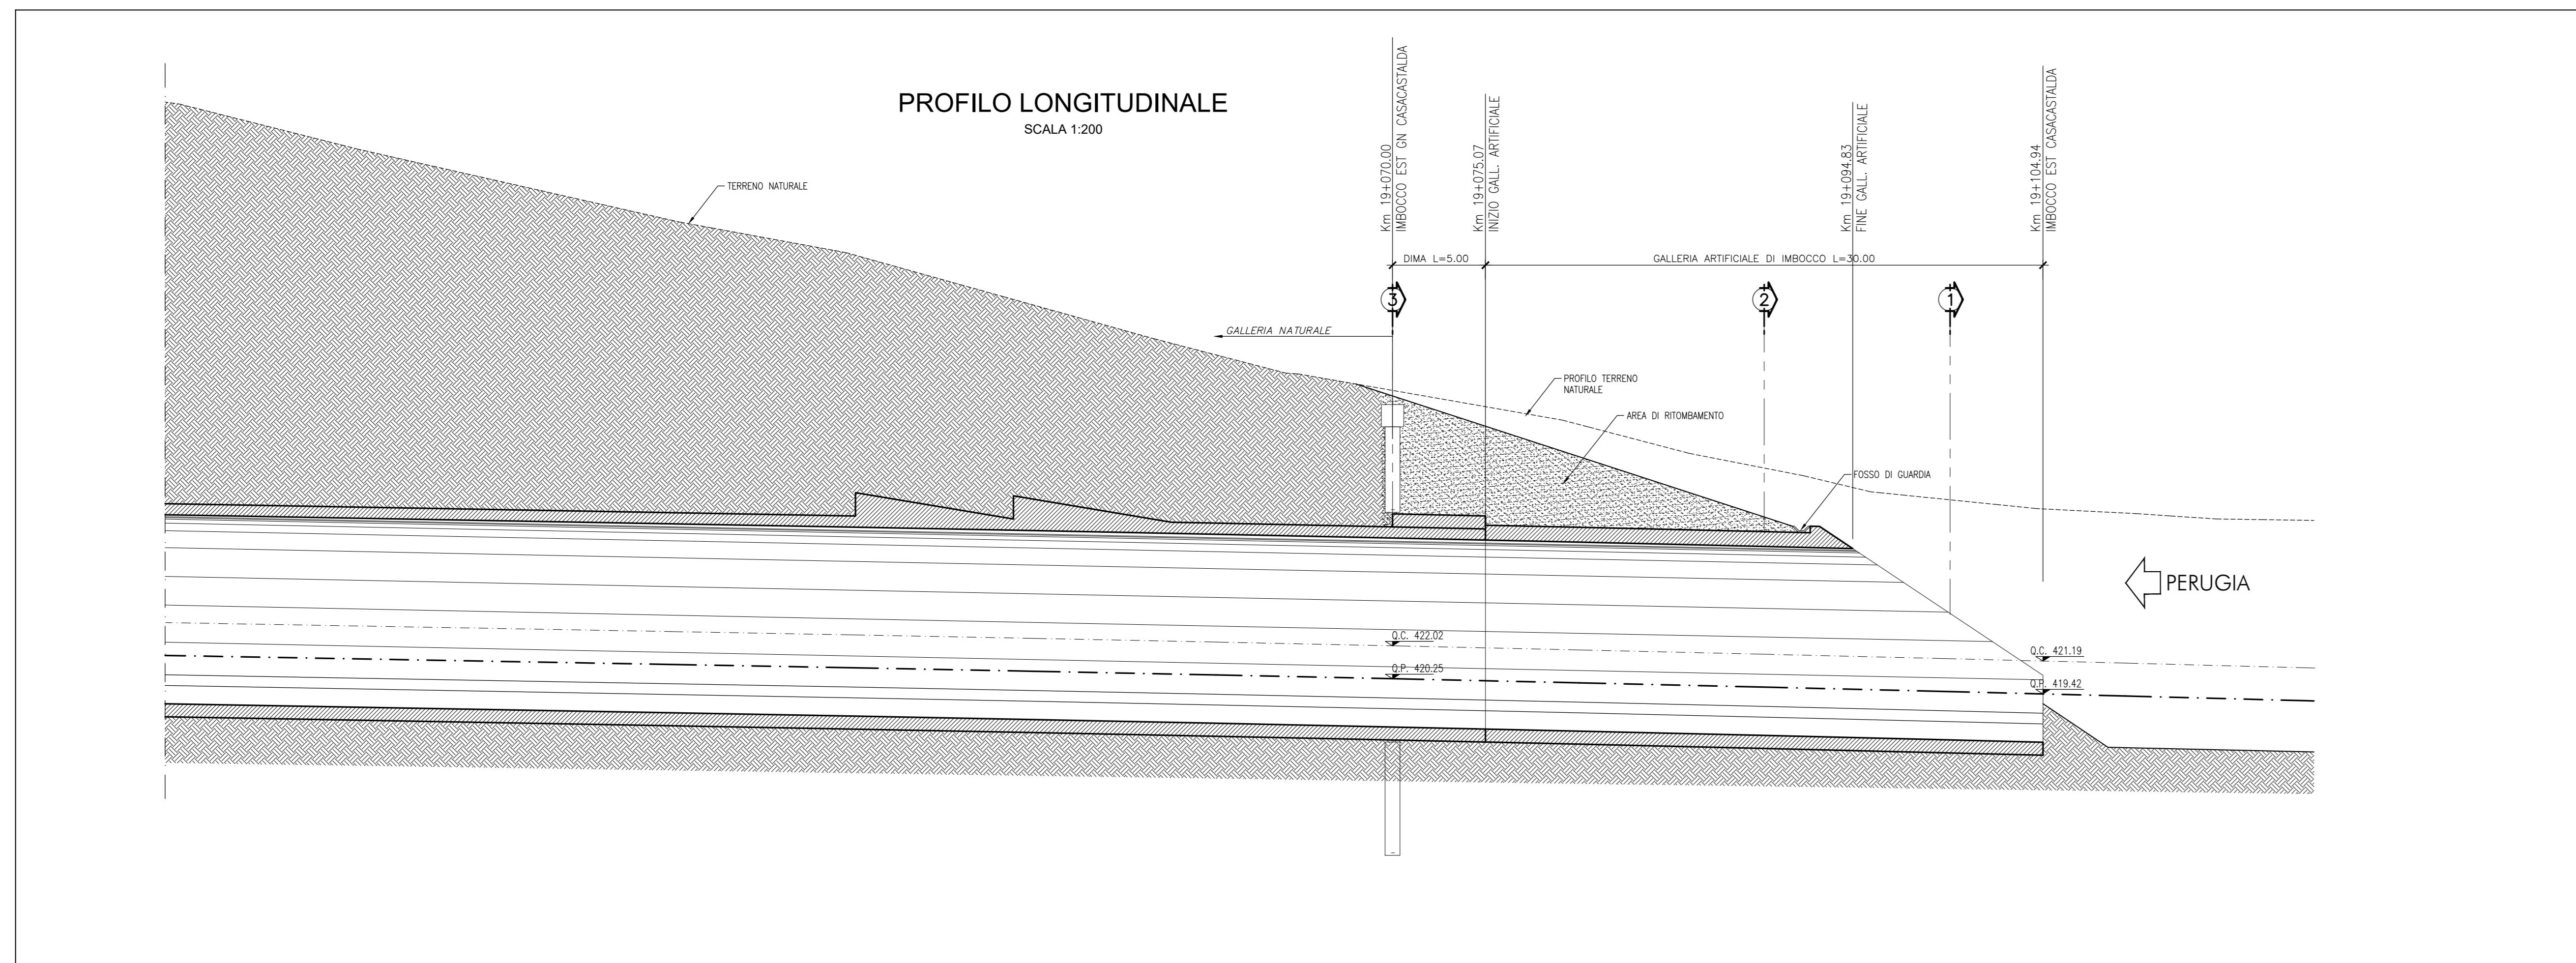 PROFILO LONGITUDINALE
SCALA 1:200
TERRENO NATURALE
Km 19+070.00
IMBOCCO EST GN CASACASTALDA
Km 19+075.07
INIZIO GALL. ARTIFICIALE
Km 19+094.83
FINE GALL. ARTIFICIALE
Km 19+104.94
IMBOCCO EST CASACASTALDA
DIMA L=5.00
GALLERIA ARTIFICIALE DI IMBOCCO L=30.00
3
2
1
GALLERIA NATURALE
PROFILO TERRENO
NATURALE
AREA DI RITOMBAMENTO
FOSSO DI GUARDIA
PERUGIA
Q.C. 422.02
Q.P. 420.25
Q.C. 421.19
Q.P. 419.42